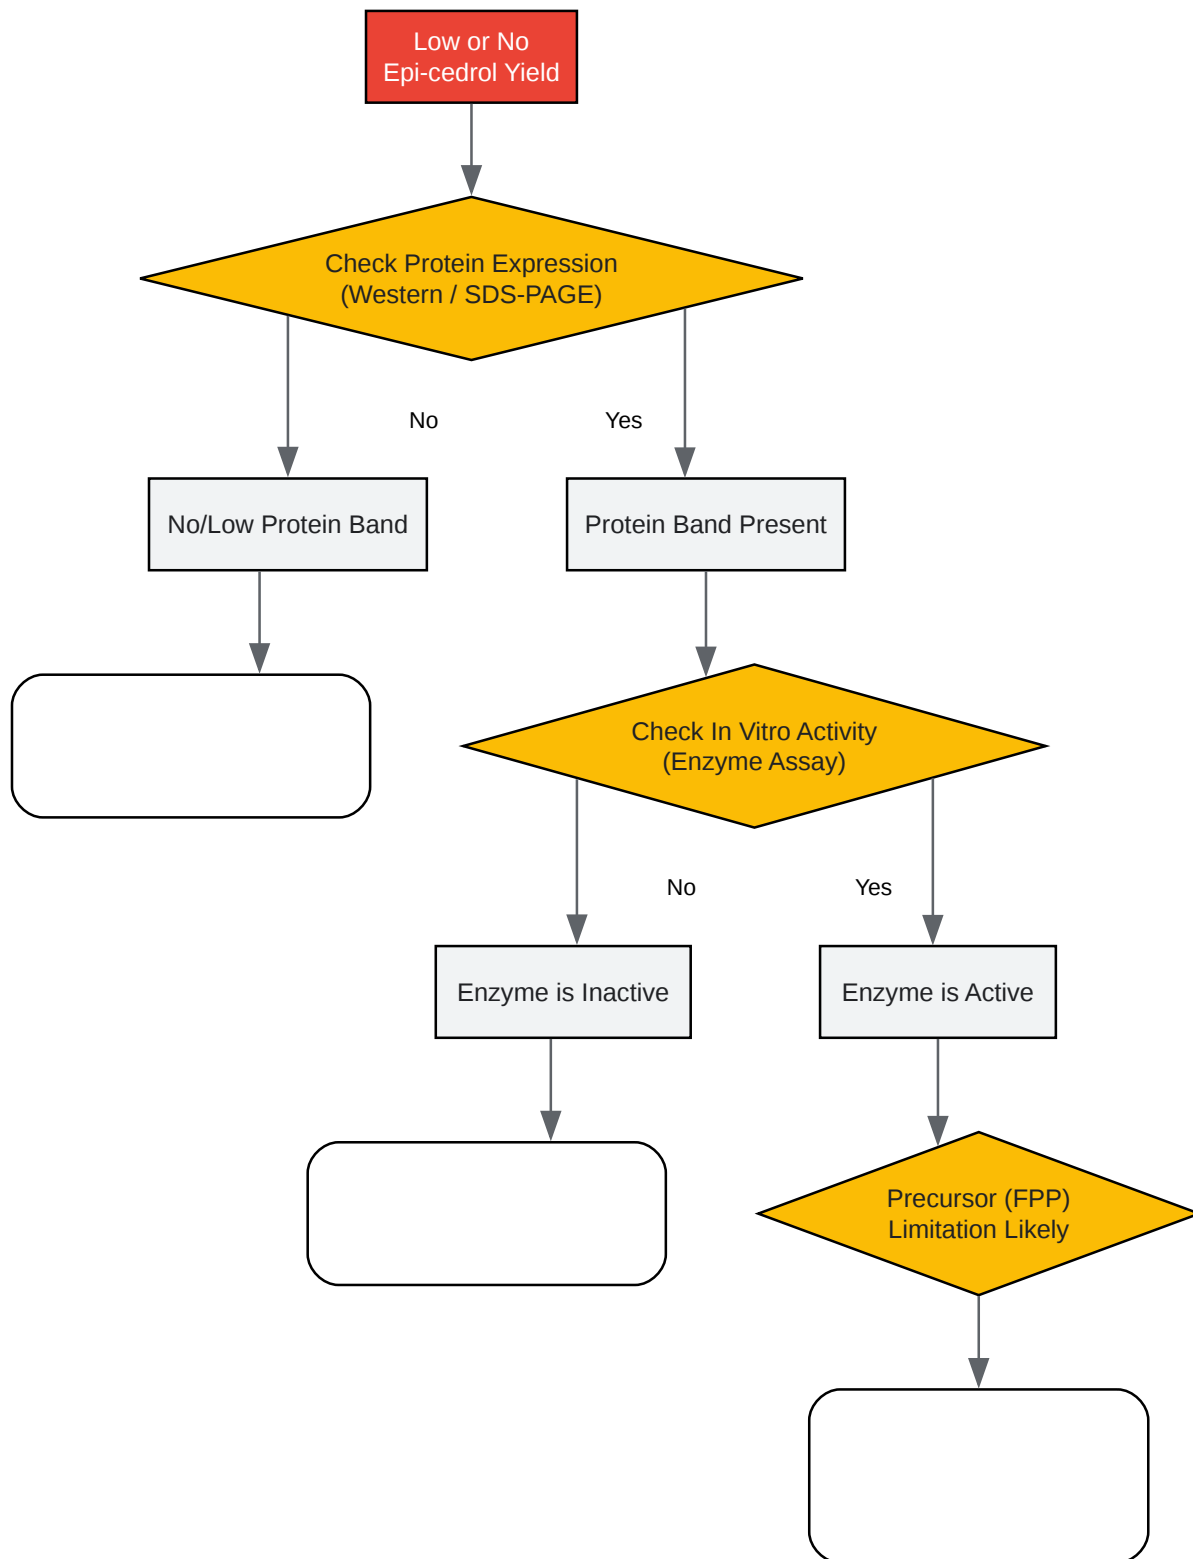 Low or No
Epi-cedrol Yield
Check Protein Expression
(Western / SDS-PAGE)
No
Yes
No/Low Protein Band
Protein Band Present
Check In Vitro Activity
(Enzyme Assay)
No
Yes
Enzyme is Inactive
Enzyme is Active
Precursor (FPP)
Limitation Likely